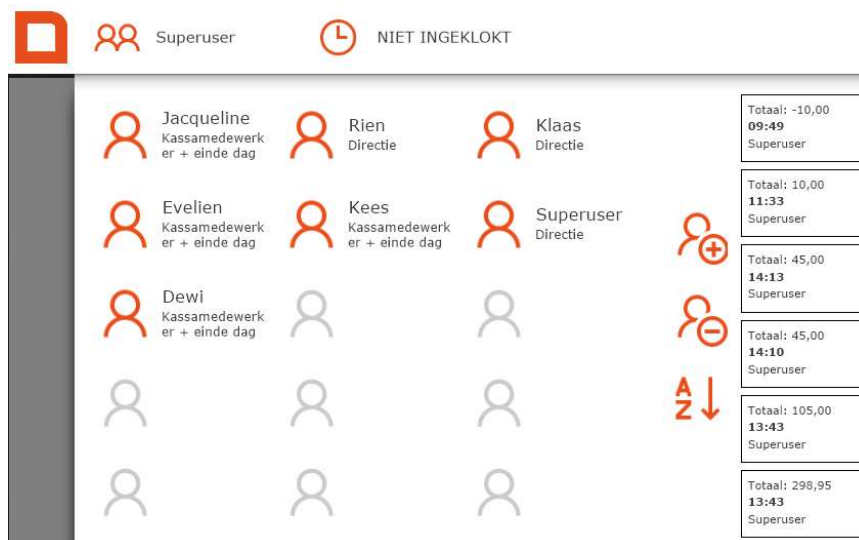 Superuser
NIET INGEKLOKT
Jacqueline
Kassamedewerk
er + einde dag
Rien
Directie
Klaas
Directie
Evelien
Kassamedewerk
er + einde dag
Kees
Kassamedewerk
er + einde dag
Superuser
Directie
Dewi
Kassamedewerk
er + einde dag
A
Z
Totaal: -10,00
09:49
Superuser
Totaal: 10,00
11:33
Superuser
Totaal: 45,00
14:13
Superuser
Totaal: 45,00
14:10
Superuser
Totaal: 105,00
13:43
Superuser
Totaal: 298,95
13:43
Superuser